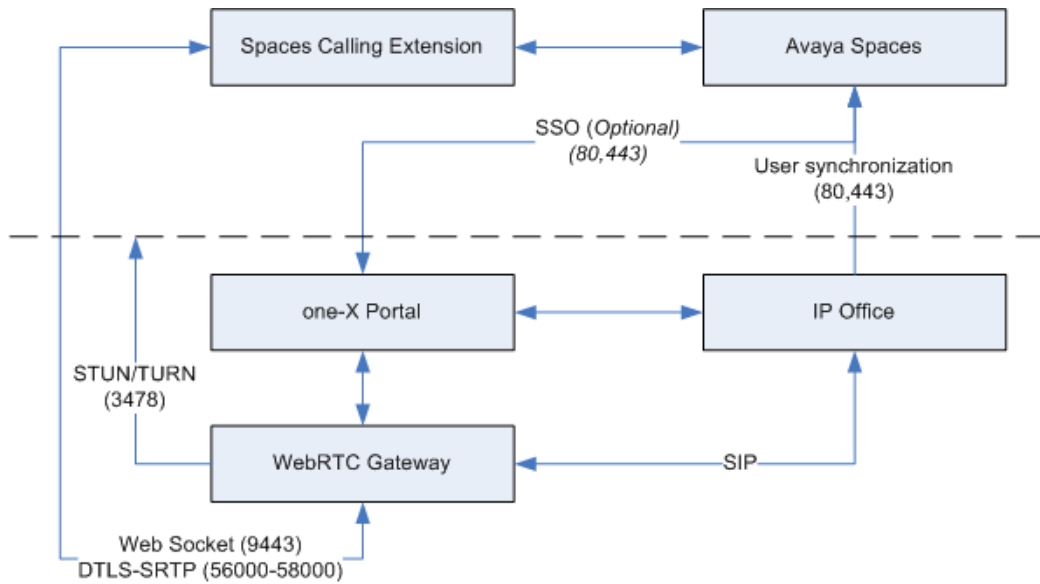 Spaces Calling Extension
Avaya Spaces
SSO (Optional)
(80,443)
User synchronization
(80,443)
one-X Portal
IP Office
STUN/TURN
(3478)
WebRTC Gateway
SIP
Web Socket (9443)
DTLS-SRTP (56000-58000)